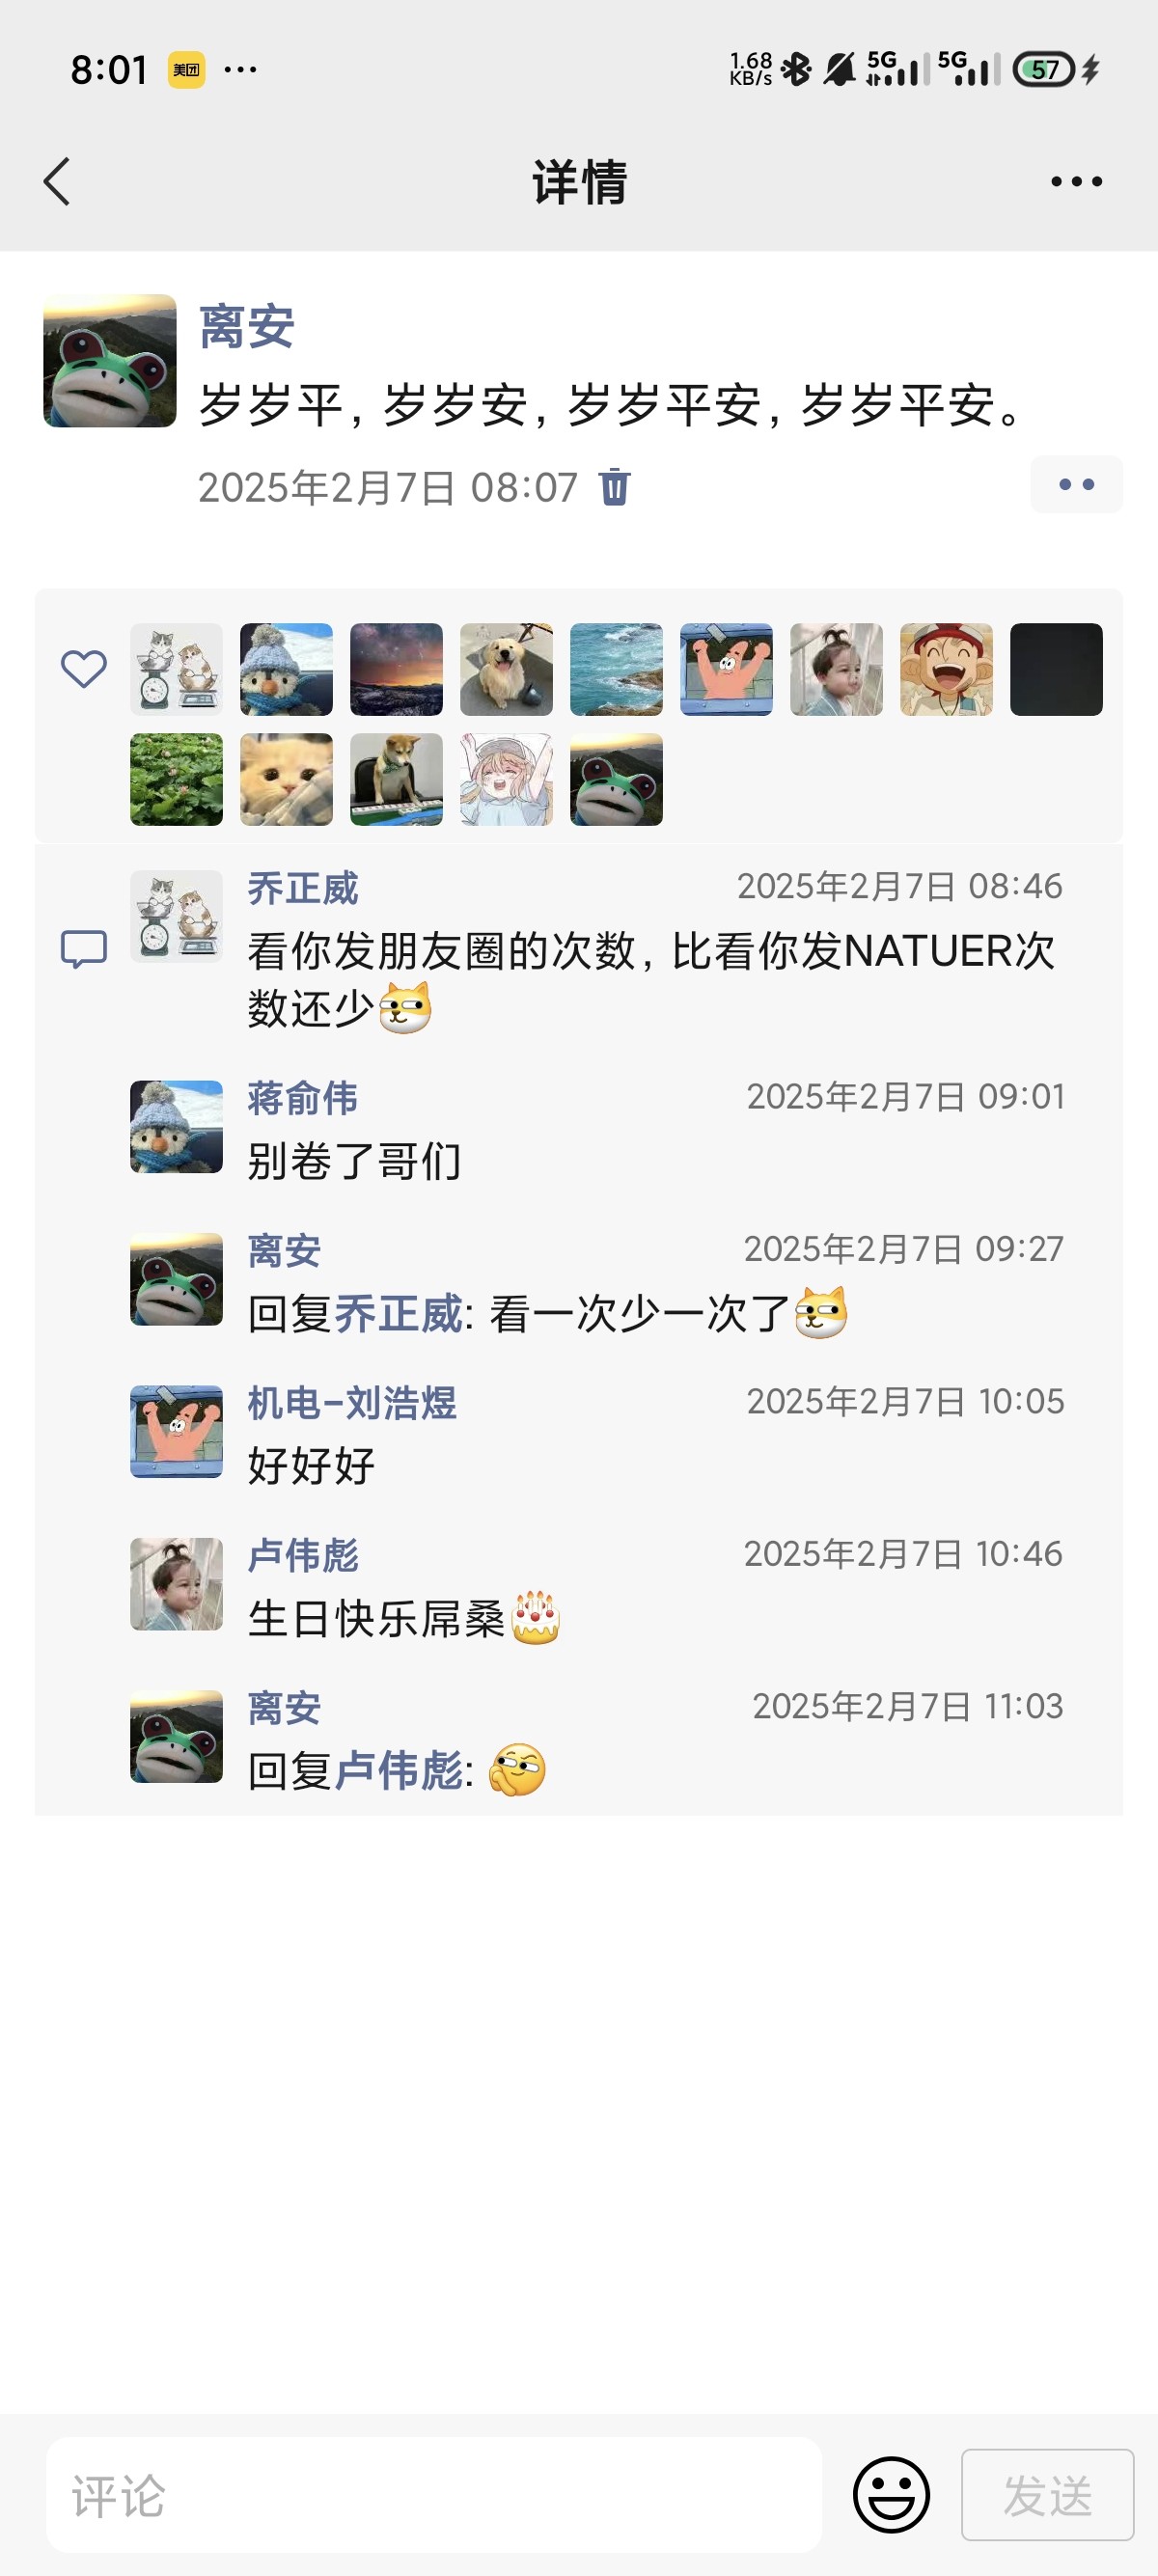 8:01 美团 ··· 1.68 KB/s 5G 5G 57
详情
离安
岁岁平, 岁岁安, 岁岁平安, 岁岁平安。
2025年2月7日 08:07
乔正威 2025年2月7日 08:46
看你发朋友圈的次数, 比看你发NATUER次
数还少
蒋俞伟 2025年2月7日 09:01
别卷了哥们
离安 2025年2月7日 09:27
回复乔正威: 看一次少一次了
机电-刘浩煜 2025年2月7日 10:05
好好好
卢伟彪 2025年2月7日 10:46
生日快乐屌桑
离安 2025年2月7日 11:03
回复卢伟彪:
评论 发送